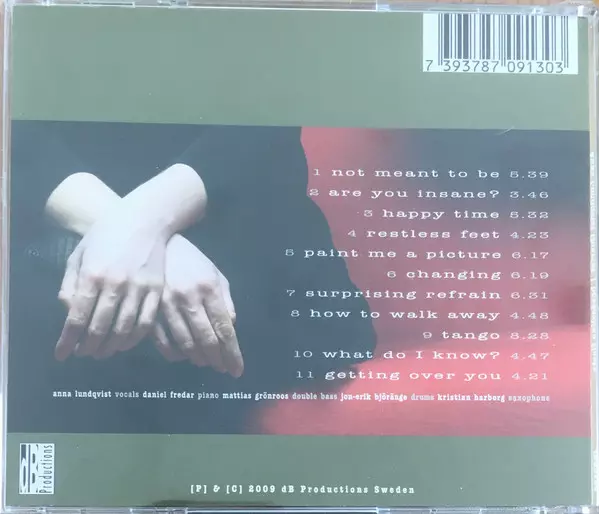 7 393787 091303
1 not meant to be 5.39
2 are you insane? 3.46
3 happy time 5.32
4 restless feet 4.23
5 paint me a picture 6.17
6 changing 6.19
7 surprising refrain 6.31
8 how to walk away 4.48
9 tango 8.28
10 what do I know? 4.47
11 getting over you 4.21
anna lundqvist vocals daniel fredar piano mattias grönroos double bass jon-erik björänge drums kristian harborg saxophone
dB Productions
[P] & [C] 2009 dB Productions Sweden